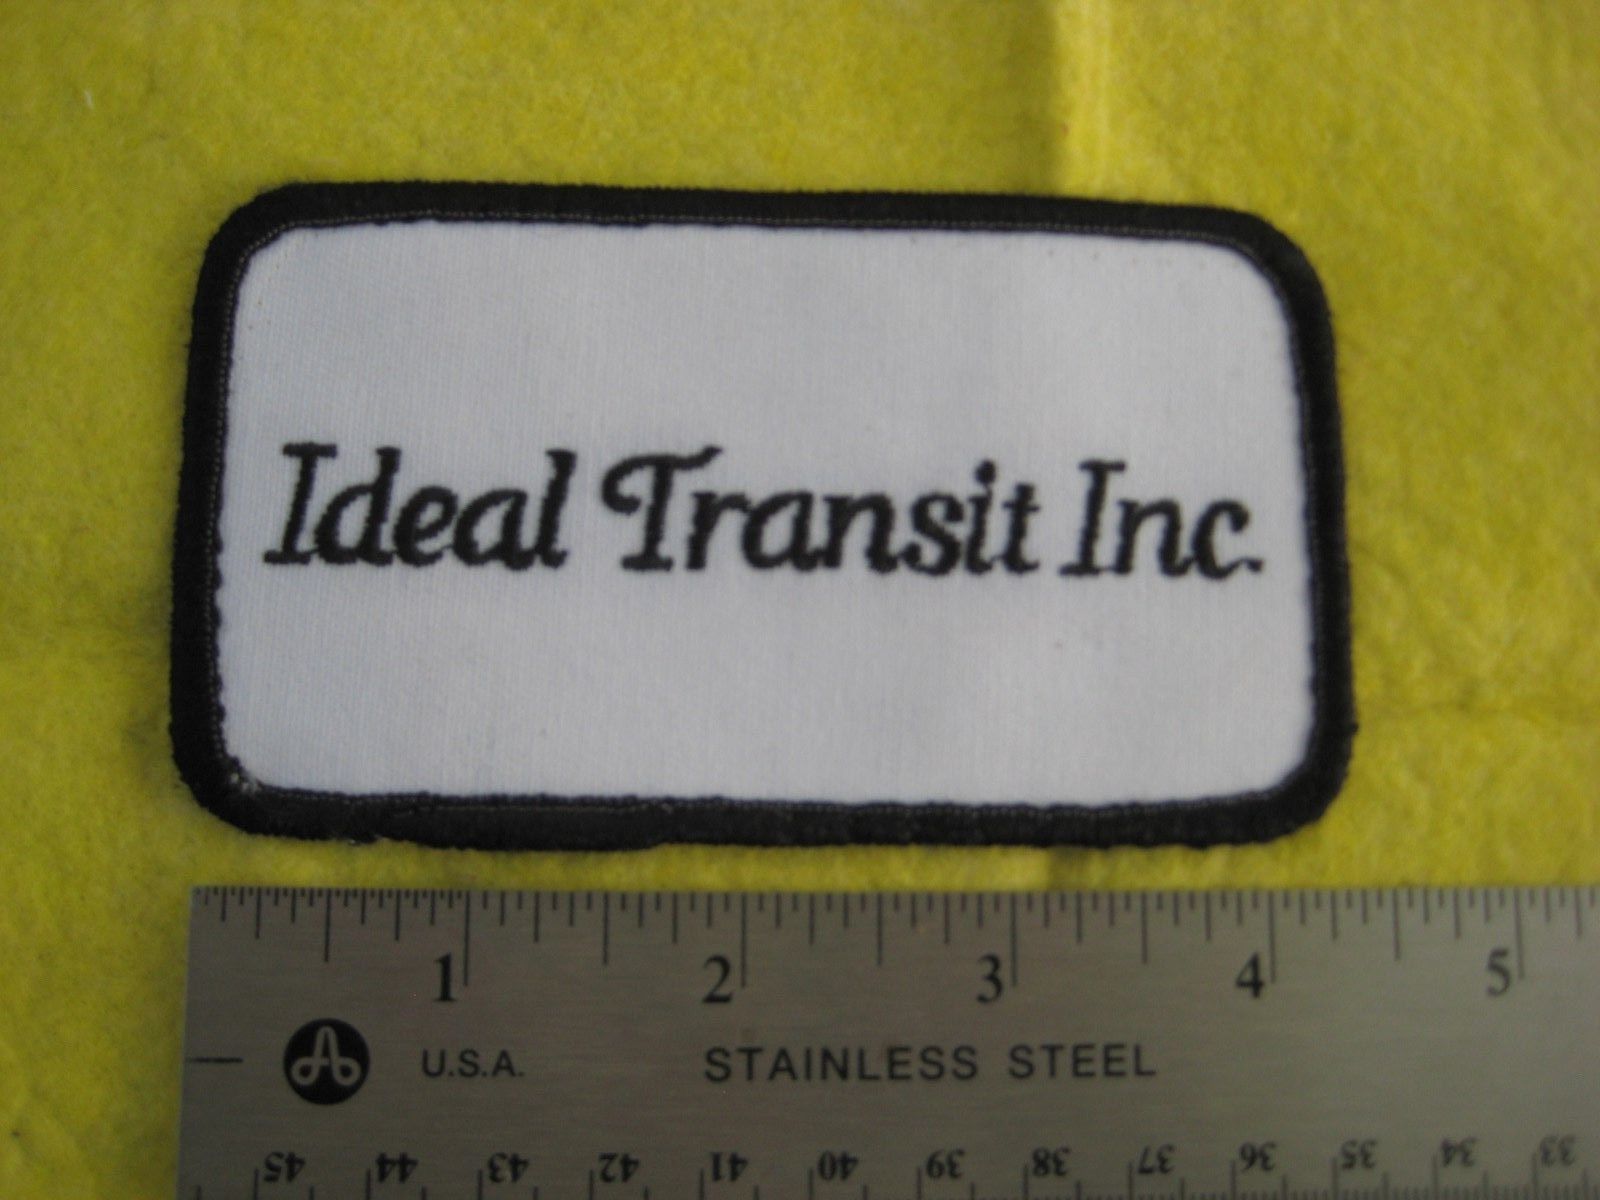 Ideal Transit Inc.
1 2 3 4 5
U.S.A. STAINLESS STEEL
45 44 43 42 41 40 39 38 37 36 35 34 33